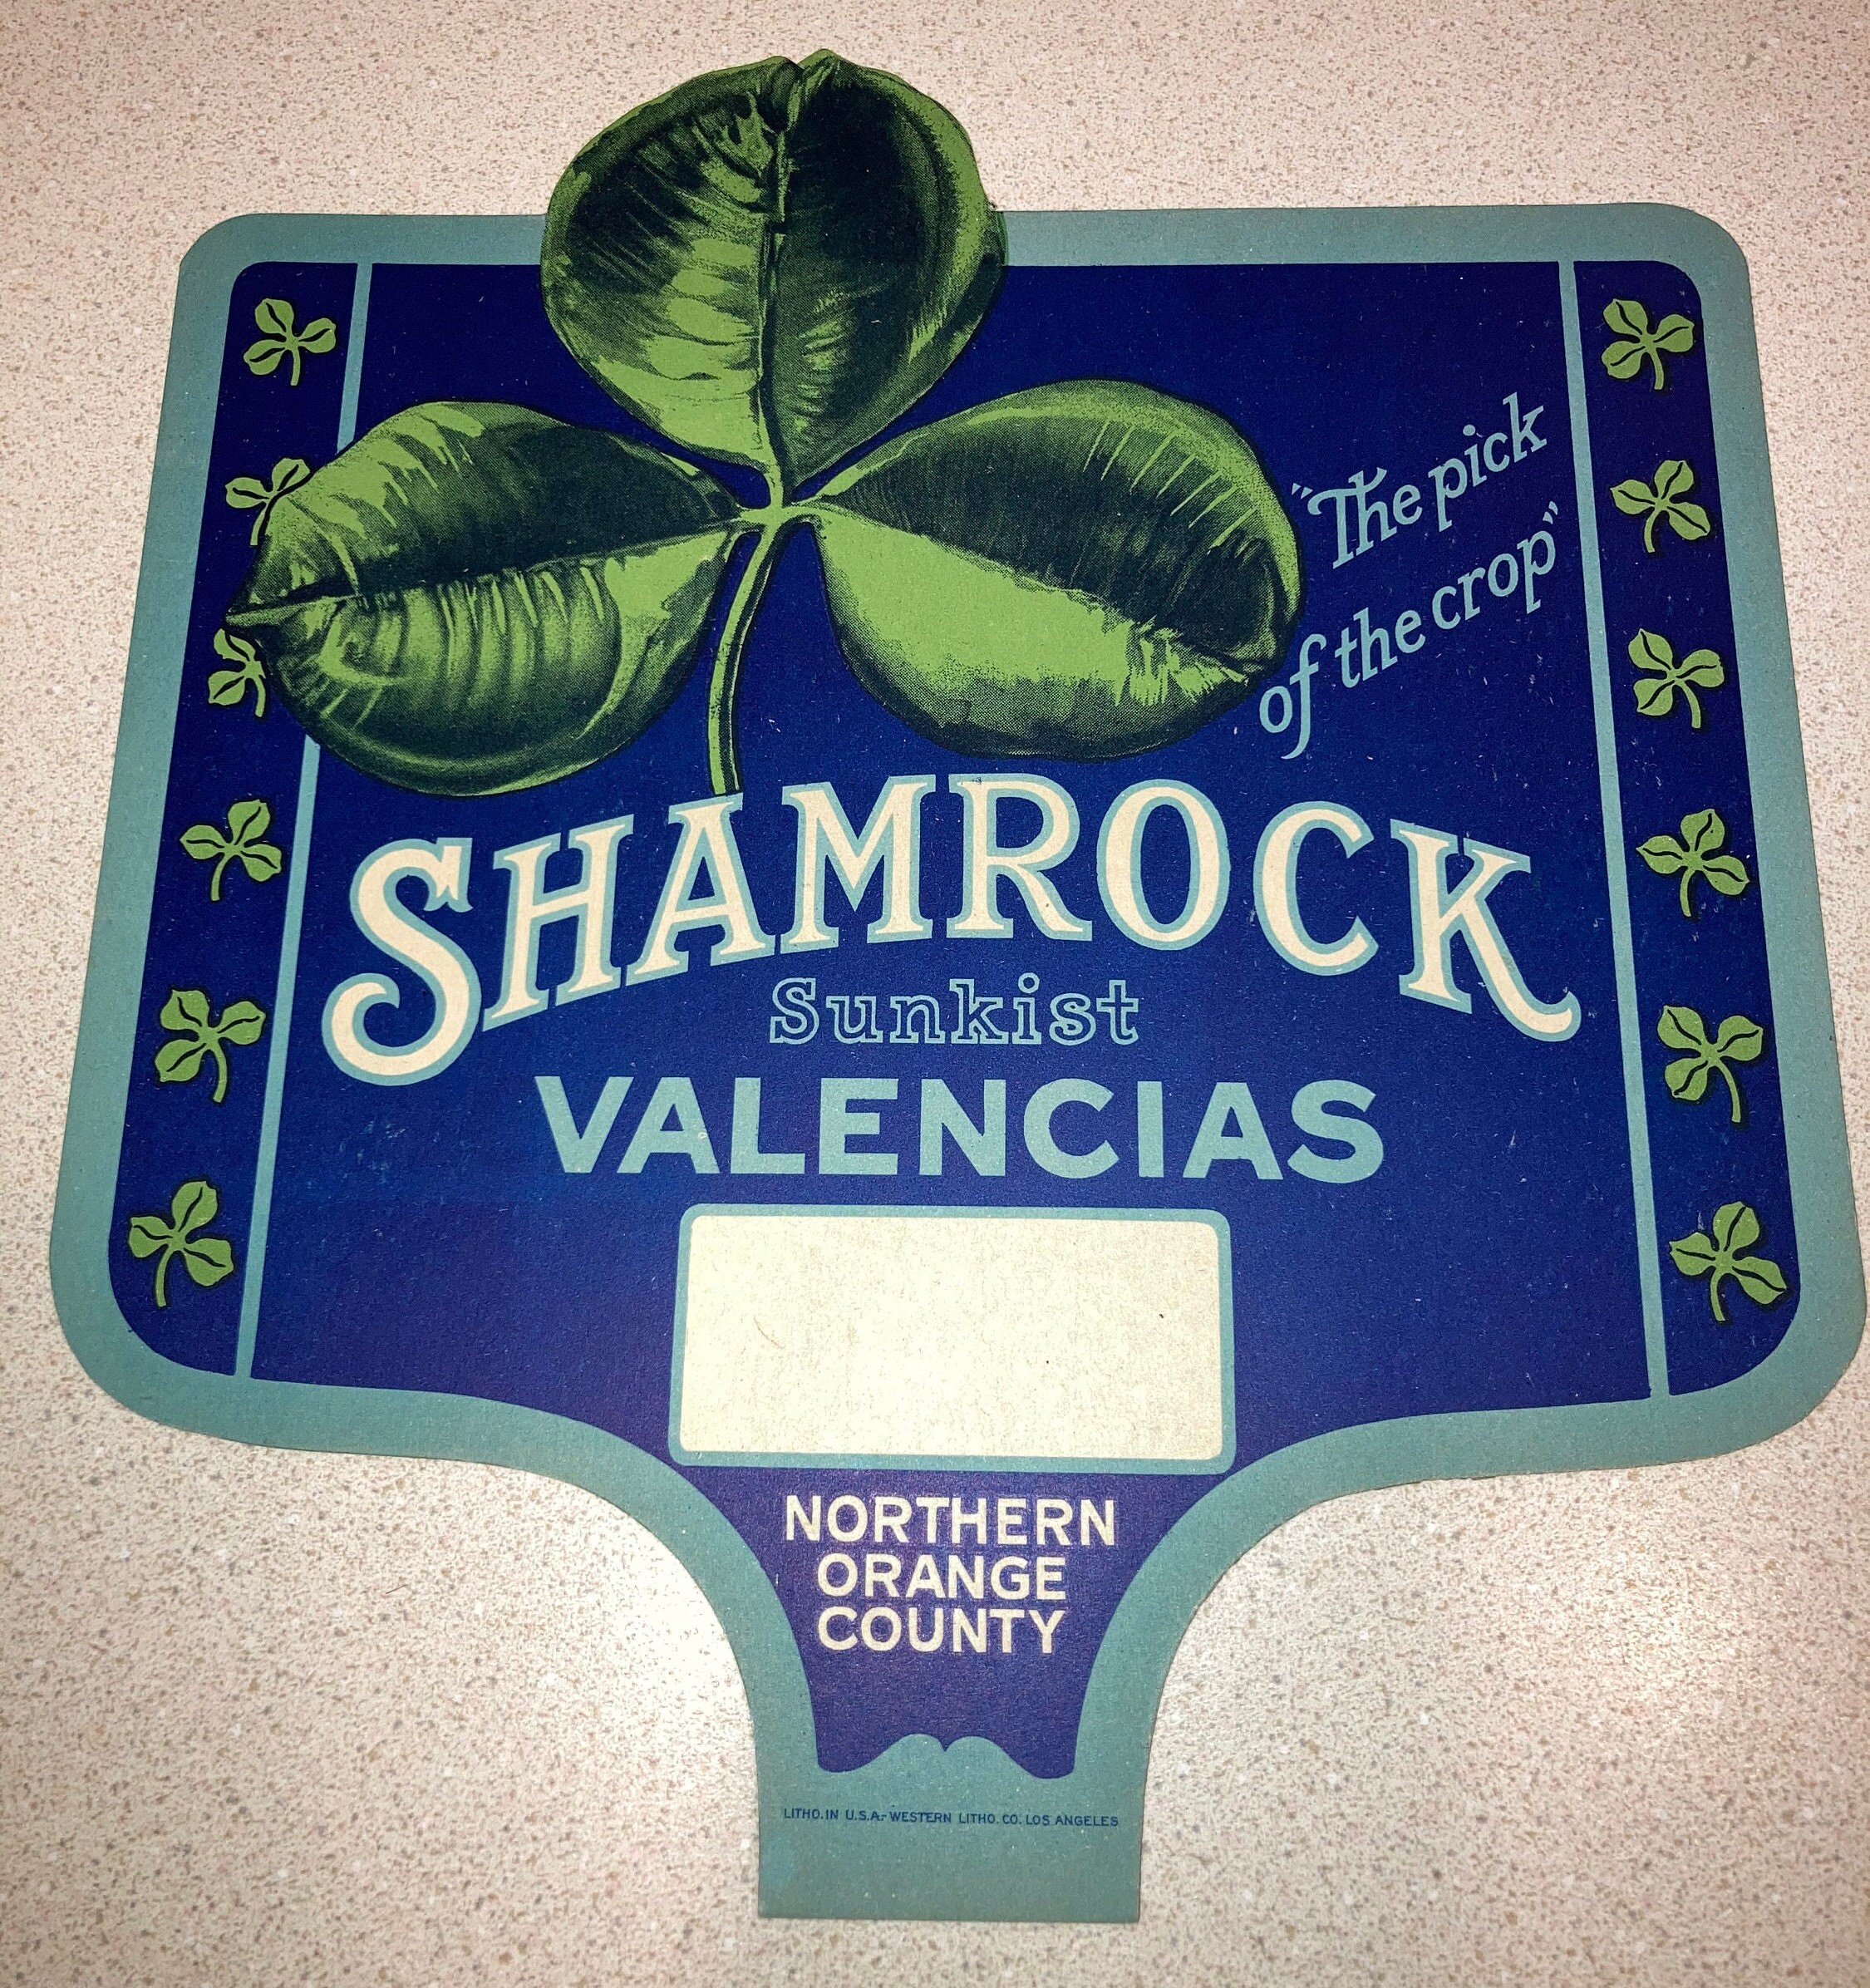 "The pick
of the crop"
SHAMROCK
Sunkist
VALENCIAS
NORTHERN
ORANGE
COUNTY
LITHO. IN U.S.A.- WESTERN LITHO. CO. LOS ANGELES